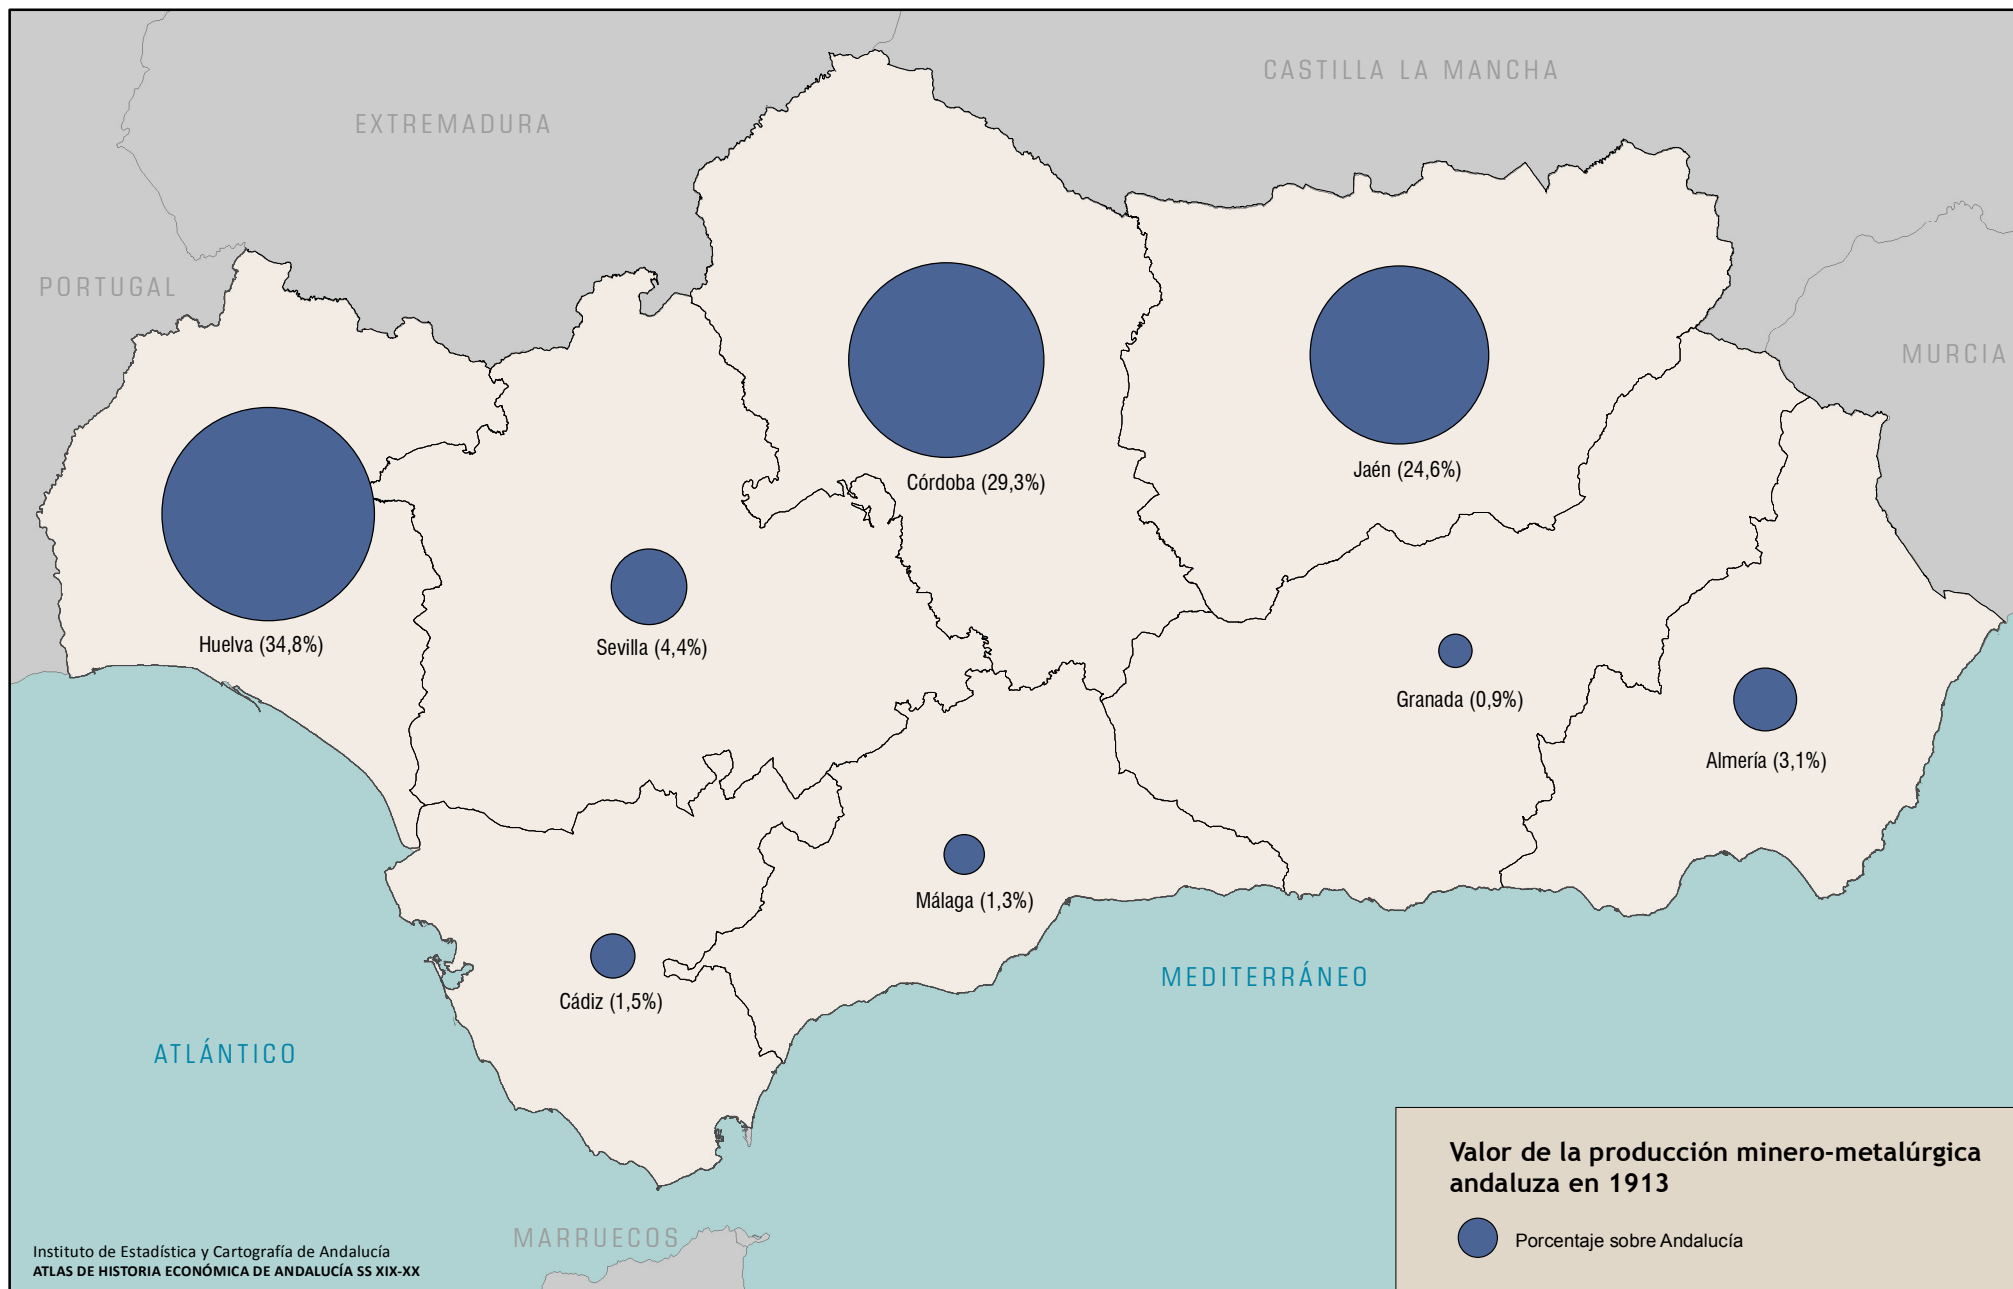 CASTILLA LA MANCHA
EXTREMADURA
PORTUGAL
MURCIA
Córdoba (29,3%)
Jaén (24,6%)
Huelva (34,8%)
Sevilla (4,4%)
Granada (0,9%)
Almería (3,1%)
Málaga (1,3%)
Cádiz (1,5%)
MEDITERRÁNEO
ATLÁNTICO
MARRUECOS
Valor de la producción minero-metalúrgica
andaluza en 1913
Porcentaje sobre Andalucía
Instituto de Estadística y Cartografía de Andalucía
ATLAS DE HISTORIA ECONÓMICA DE ANDALUCÍA SS XIX-XX